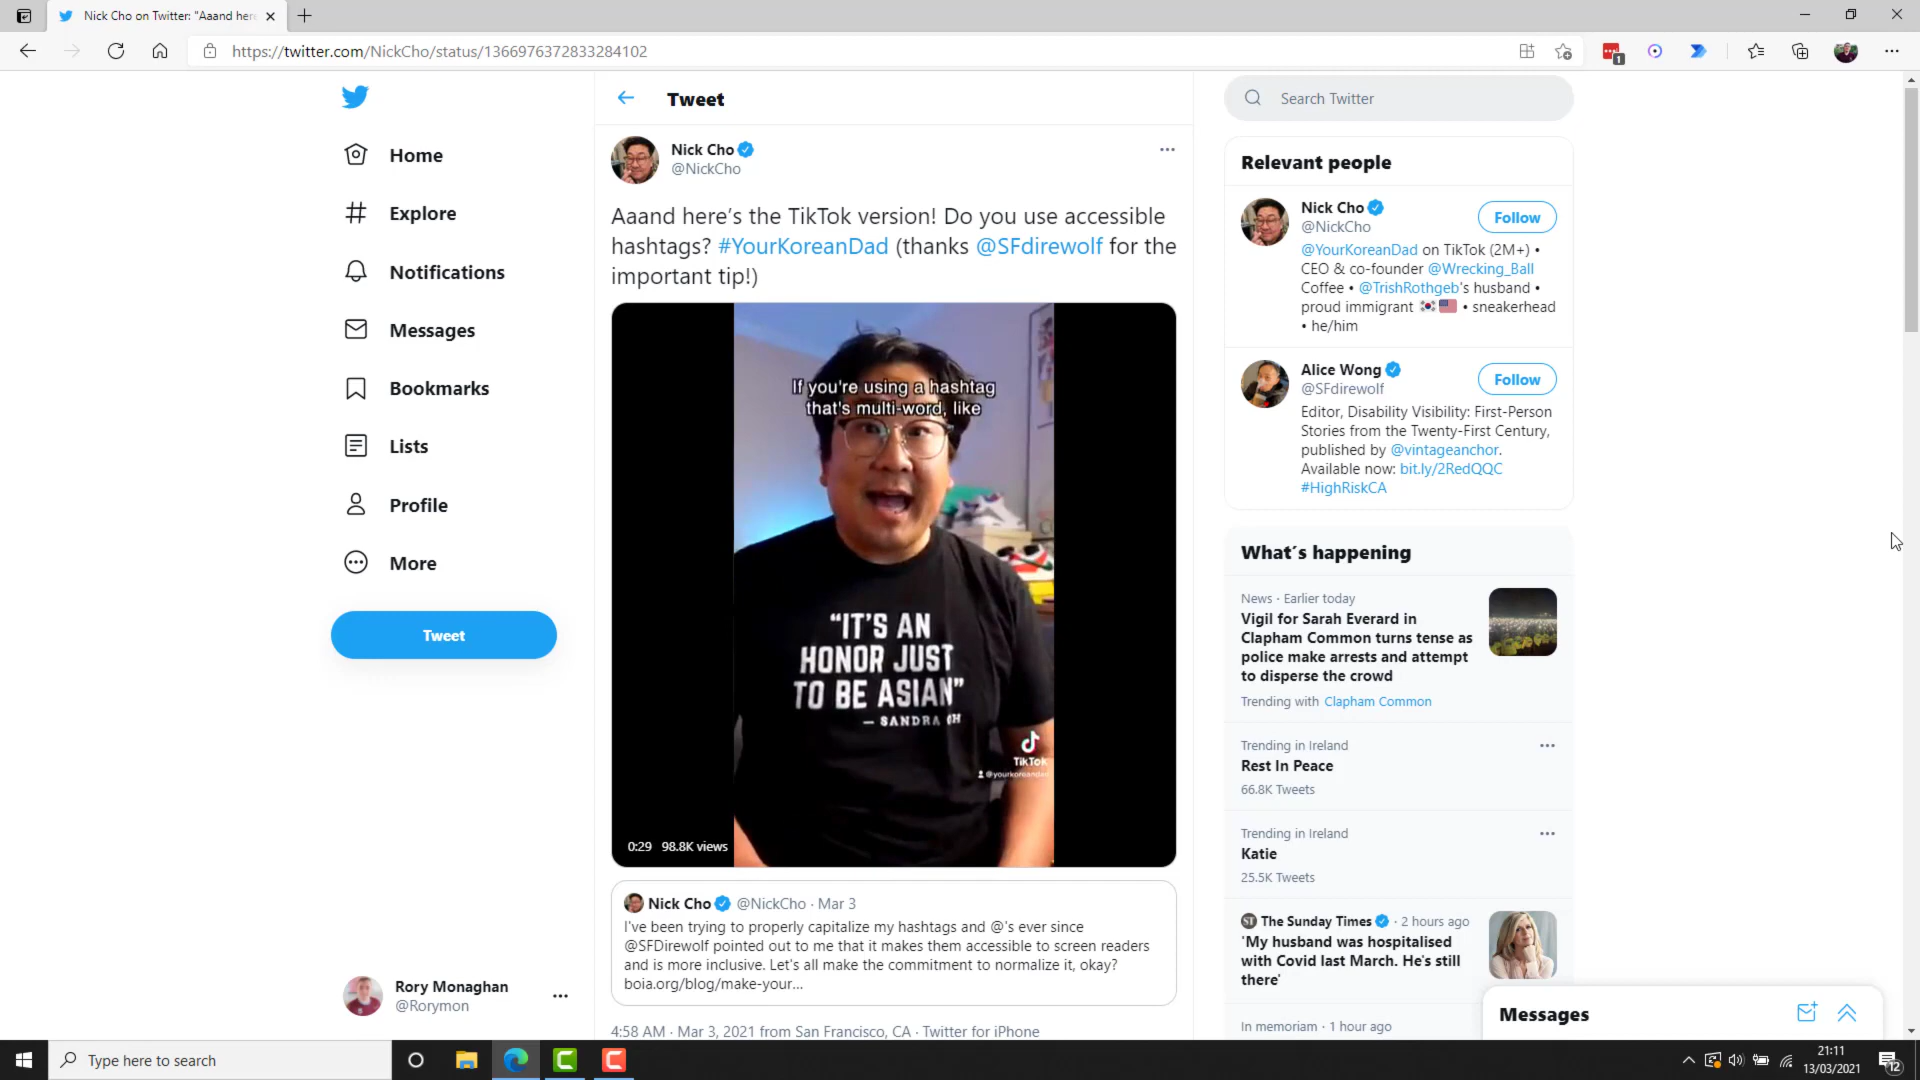 Nick Cho on Twitter: "Aaand her
https://twitter.com/NickCho/status/1366976372833284102
1
Home
Explore
Notifications
Messages
Bookmarks
Lists
Profile
More
Tweet
Rory Monaghan
@Rorymon
Tweet
Nick Cho
@NickCho
Aaand here's the TikTok version! Do you use accessible
hashtags? #YourKoreanDad (thanks @SFdirewolf for the
important tip!)
If you're using a hashtag
that's multi-word, like
"IT'S AN
HONOR JUST
TO BE ASIAN"
— SANDRA OH
TikTok
@yourkoreandad
0:29 98.8K views
Nick Cho @NickCho · Mar 3
I've been trying to properly capitalize my hashtags and @'s ever since
@SFDirewolf pointed out to me that it makes them accessible to screen readers
and is more inclusive. Let's all make the commitment to normalize it, okay?
boia.org/blog/make-your...
4:58 AM · Mar 3, 2021 from San Francisco, CA · Twitter for iPhone
Search Twitter
Relevant people
Nick Cho
@NickCho
Follow
@YourKoreanDad on TikTok (2M+) •
CEO & co-founder @Wrecking_Ball
Coffee • @TrishRothgeb's husband •
proud immigrant 🇰🇷🇺🇸 • sneakerhead
• he/him
Alice Wong
@SFdirewolf
Follow
Editor, Disability Visibility: First-Person
Stories from the Twenty-First Century,
published by @vintageanchor.
Available now: bit.ly/2RedQQC
#HighRiskCA
What's happening
News · Earlier today
Vigil for Sarah Everard in
Clapham Common turns tense as
police make arrests and attempt
to disperse the crowd
Trending with Clapham Common
Trending in Ireland
Rest In Peace
66.8K Tweets
Trending in Ireland
Katie
25.5K Tweets
ST The Sunday Times · 2 hours ago
'My husband was hospitalised
with Covid last March. He's still
there'
In memoriam · 1 hour ago
Messages
Type here to search
21:11
13/03/2021
12